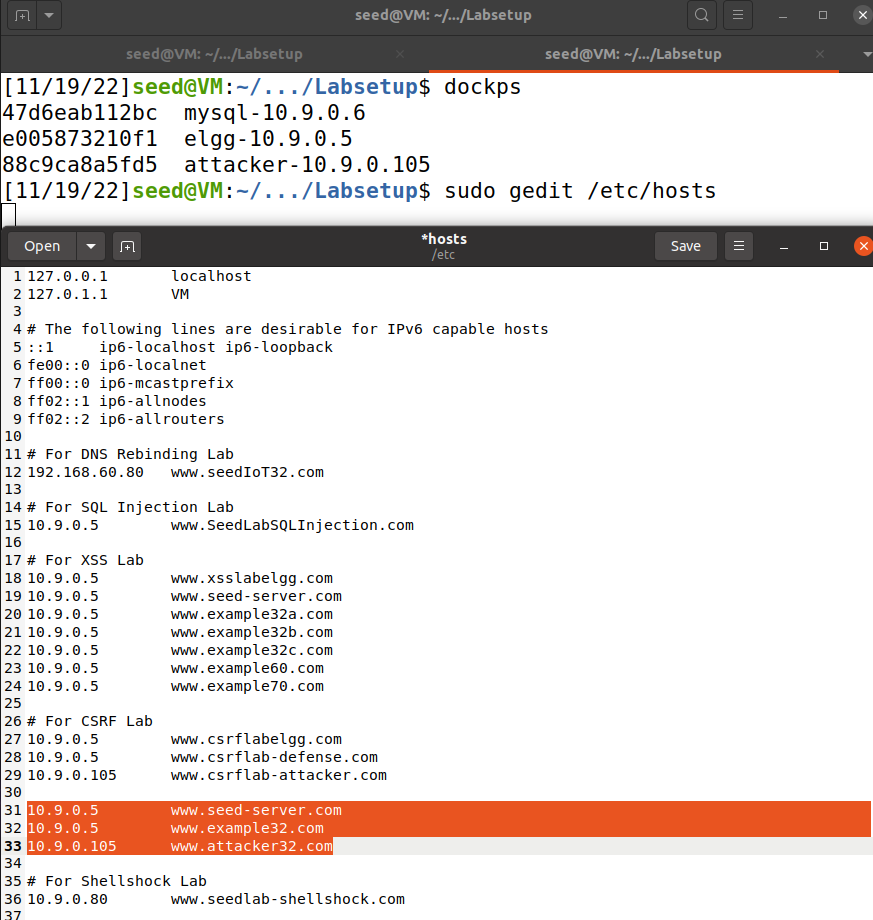 seed@VM: ~/.../Labsetup
seed@VM: ~/.../Labsetup seed@VM: ~/.../Labsetup
[11/19/22]seed@VM:~/.../Labsetup$ dockps
47d6eab112bc  mysql-10.9.0.6
e005873210f1  elgg-10.9.0.5
88c9ca8a5fd5  attacker-10.9.0.105
[11/19/22]seed@VM:~/.../Labsetup$ sudo gedit /etc/hosts
Open *hosts Save
/etc
1 127.0.0.1       localhost
2 127.0.1.1       VM
3
4 # The following lines are desirable for IPv6 capable hosts
5 ::1     ip6-localhost ip6-loopback
6 fe00::0 ip6-localnet
7 ff00::0 ip6-mcastprefix
8 ff02::1 ip6-allnodes
9 ff02::2 ip6-allrouters
10
11 # For DNS Rebinding Lab
12 192.168.60.80   www.seedIoT32.com
13
14 # For SQL Injection Lab
15 10.9.0.5        www.SeedLabSQLInjection.com
16
17 # For XSS Lab
18 10.9.0.5        www.xsslabelgg.com
19 10.9.0.5        www.seed-server.com
20 10.9.0.5        www.example32a.com
21 10.9.0.5        www.example32b.com
22 10.9.0.5        www.example32c.com
23 10.9.0.5        www.example60.com
24 10.9.0.5        www.example70.com
25
26 # For CSRF Lab
27 10.9.0.5        www.csrflabelgg.com
28 10.9.0.5        www.csrflab-defense.com
29 10.9.0.105      www.csrflab-attacker.com
30
31 10.9.0.5        www.seed-server.com
32 10.9.0.5        www.example32.com
33 10.9.0.105      www.attacker32.com
34
35 # For Shellshock Lab
36 10.9.0.80       www.seedlab-shellshock.com
37